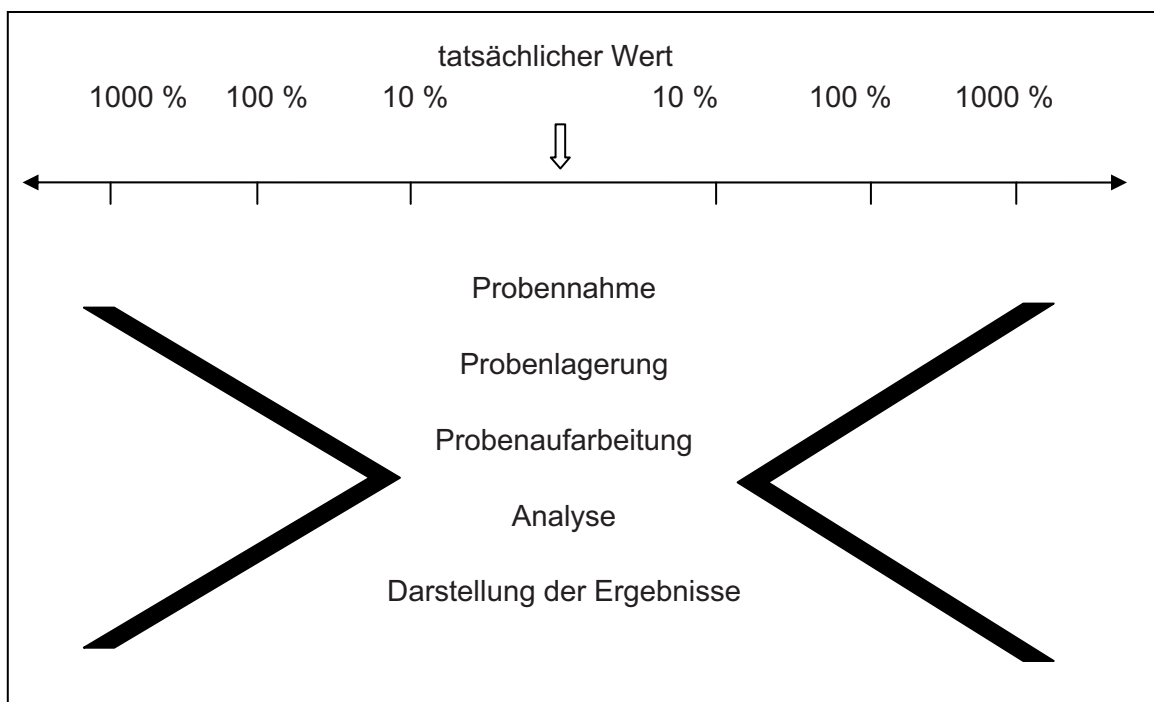 tatsächlicher Wert
1000 % 100 % 10 % 10 % 100 % 1000 %
Probennahme
Probenlagerung
Probenaufarbeitung
Analyse
Darstellung der Ergebnisse